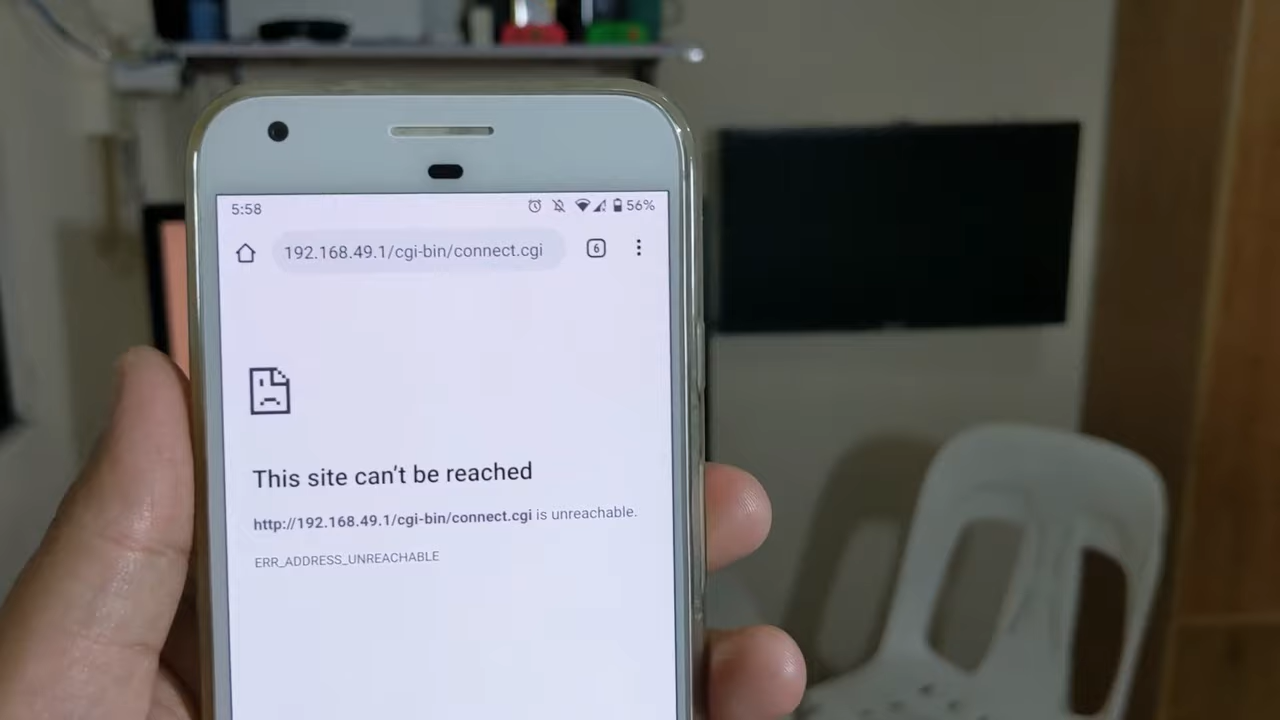 5:58
56%
192.168.49.1/cgi-bin/connect.cgi
6
This site can't be reached
http://192.168.49.1/cgi-bin/connect.cgi is unreachable.
ERR_ADDRESS_UNREACHABLE